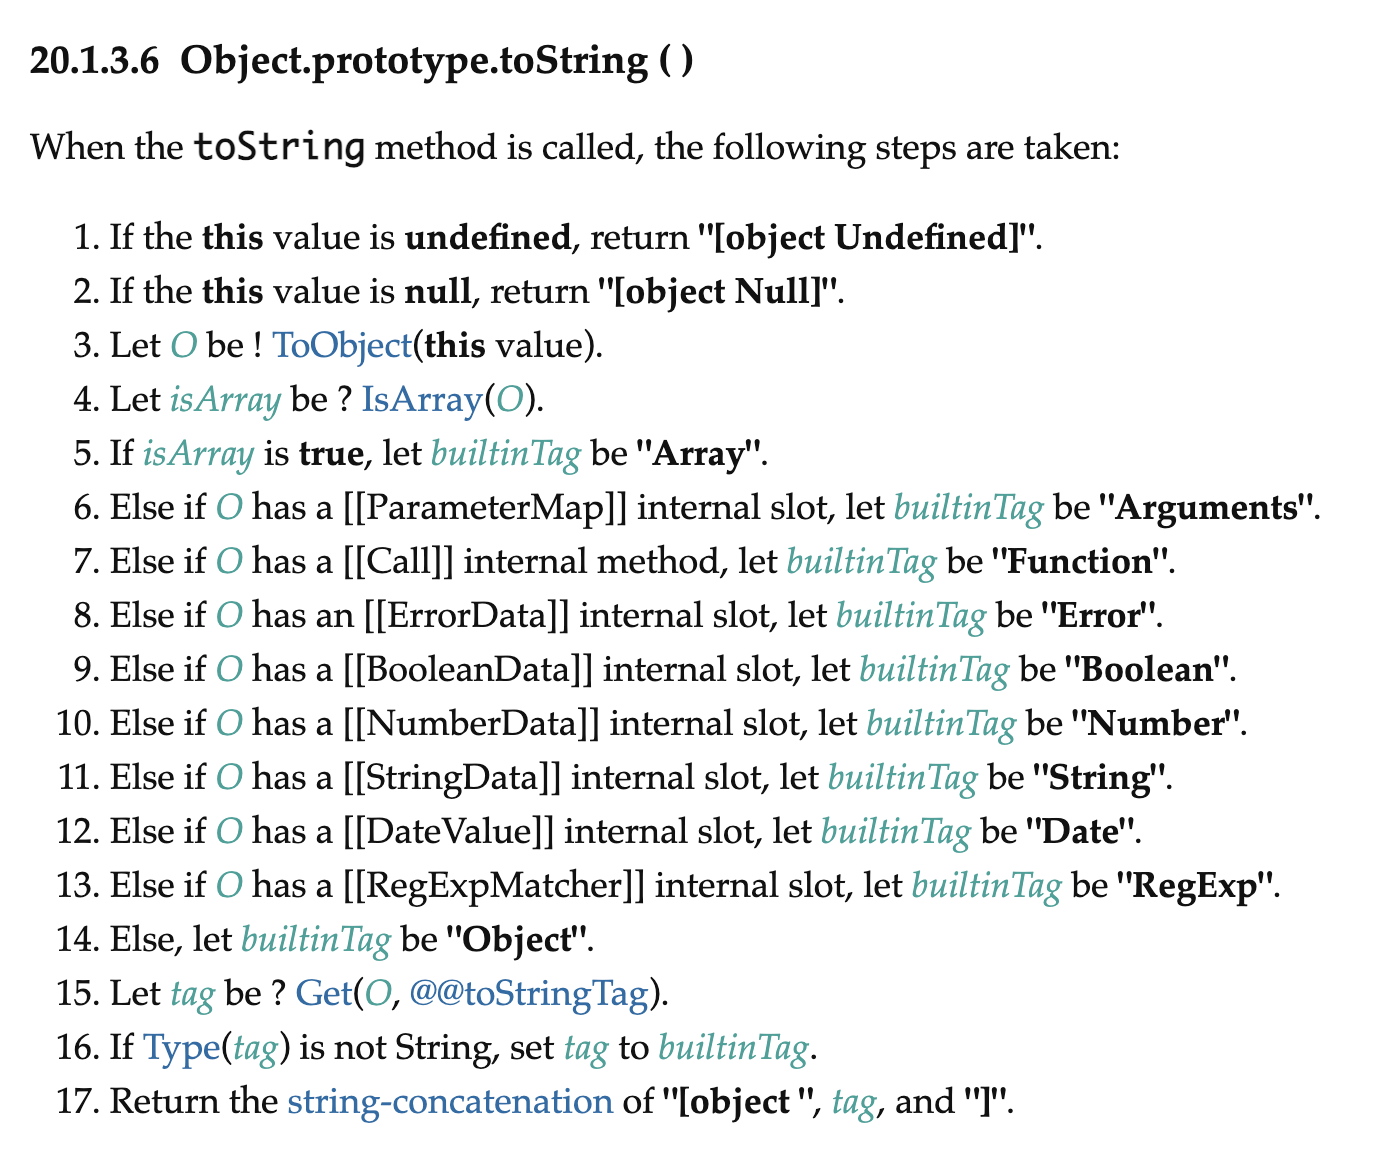 20.1.3.6 Object.prototype.toString ( )
When the toString method is called, the following steps are taken:
1. If the this value is undefined, return "[object Undefined]".
2. If the this value is null, return "[object Null]".
3. Let O be ! ToObject(this value).
4. Let isArray be ? IsArray(O).
5. If isArray is true, let builtinTag be "Array".
6. Else if O has a [[ParameterMap]] internal slot, let builtinTag be "Arguments".
7. Else if O has a [[Call]] internal method, let builtinTag be "Function".
8. Else if O has an [[ErrorData]] internal slot, let builtinTag be "Error".
9. Else if O has a [[BooleanData]] internal slot, let builtinTag be "Boolean".
10. Else if O has a [[NumberData]] internal slot, let builtinTag be "Number".
11. Else if O has a [[StringData]] internal slot, let builtinTag be "String".
12. Else if O has a [[DateValue]] internal slot, let builtinTag be "Date".
13. Else if O has a [[RegExpMatcher]] internal slot, let builtinTag be "RegExp".
14. Else, let builtinTag be "Object".
15. Let tag be ? Get(O, @@toStringTag).
16. If Type(tag) is not String, set tag to builtinTag.
17. Return the string-concatenation of "[object ", tag, and "]".